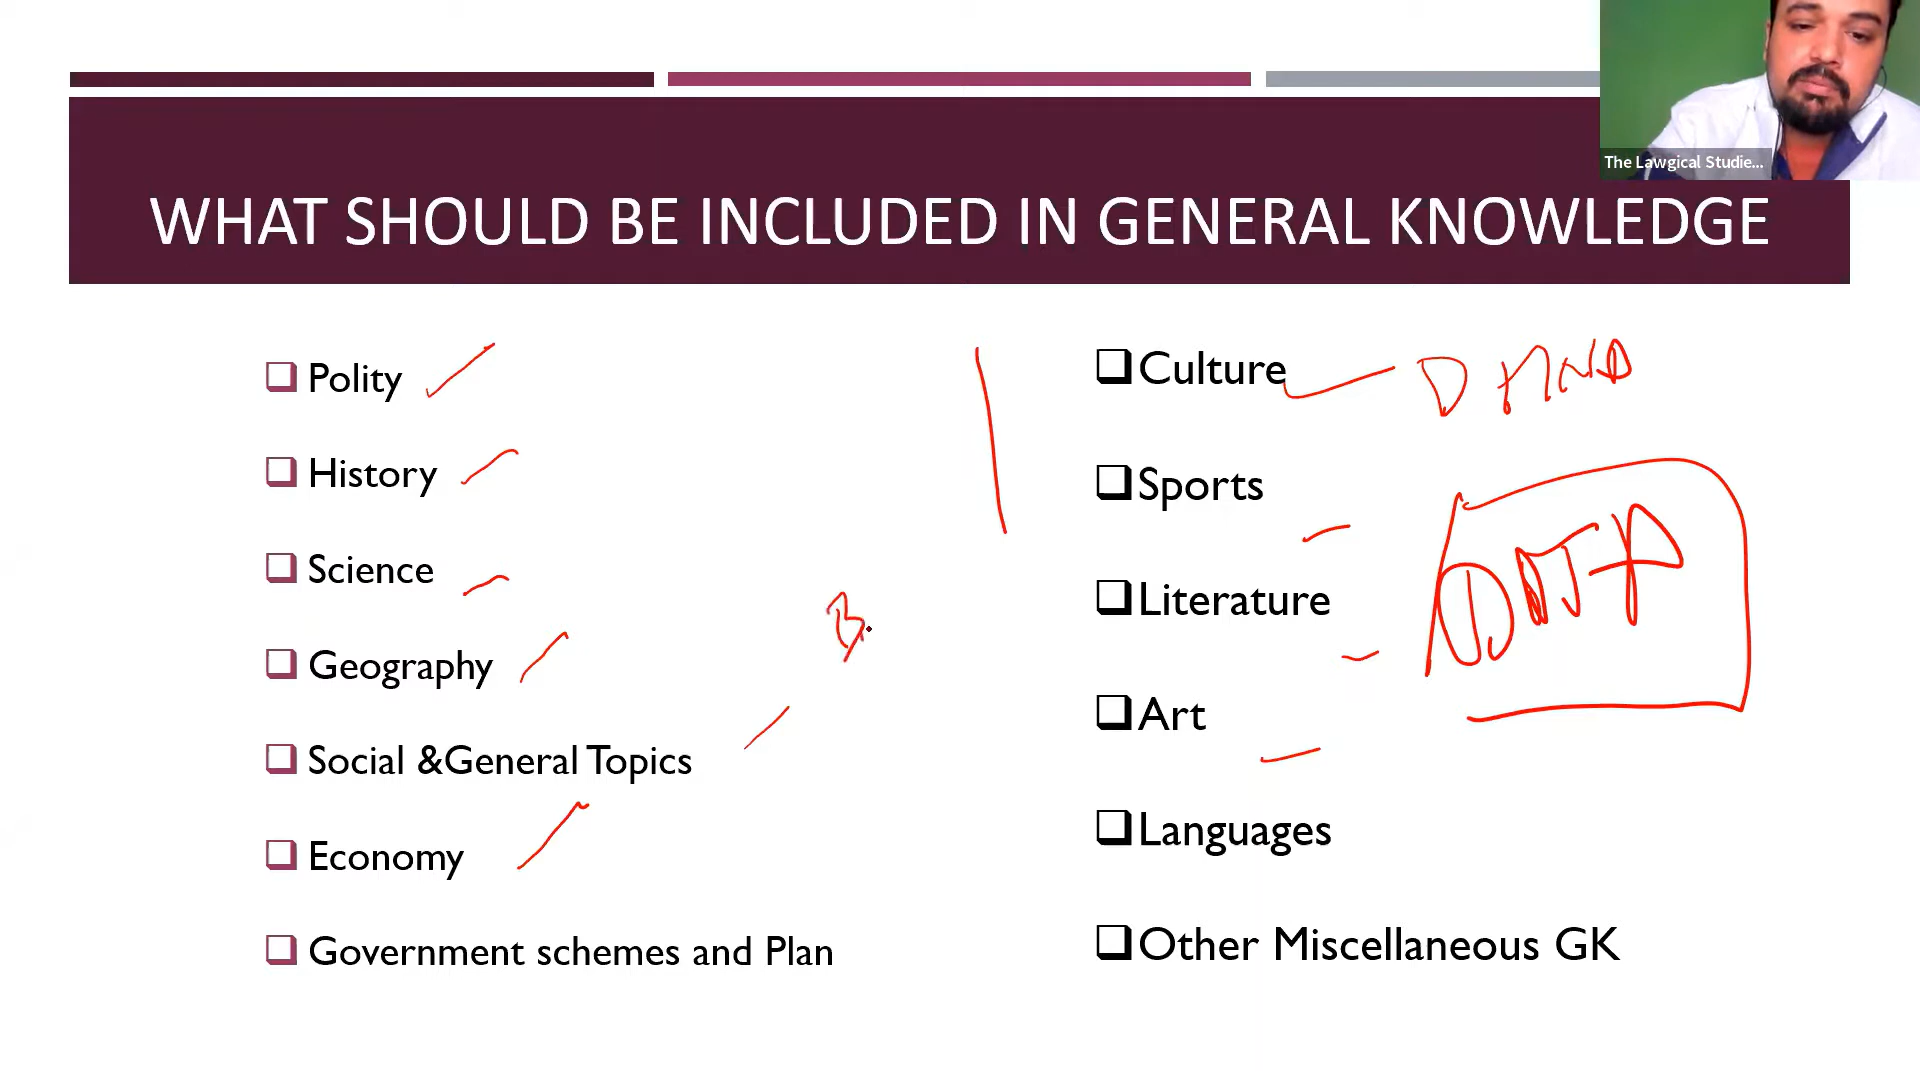 The Lawgical Studie...
WHAT SHOULD BE INCLUDED IN GENERAL KNOWLEDGE
Polity
History
Science
Geography
Social &General Topics
Economy
Government schemes and Plan
Culture
Sports
Literature
Art
Languages
Other Miscellaneous GK